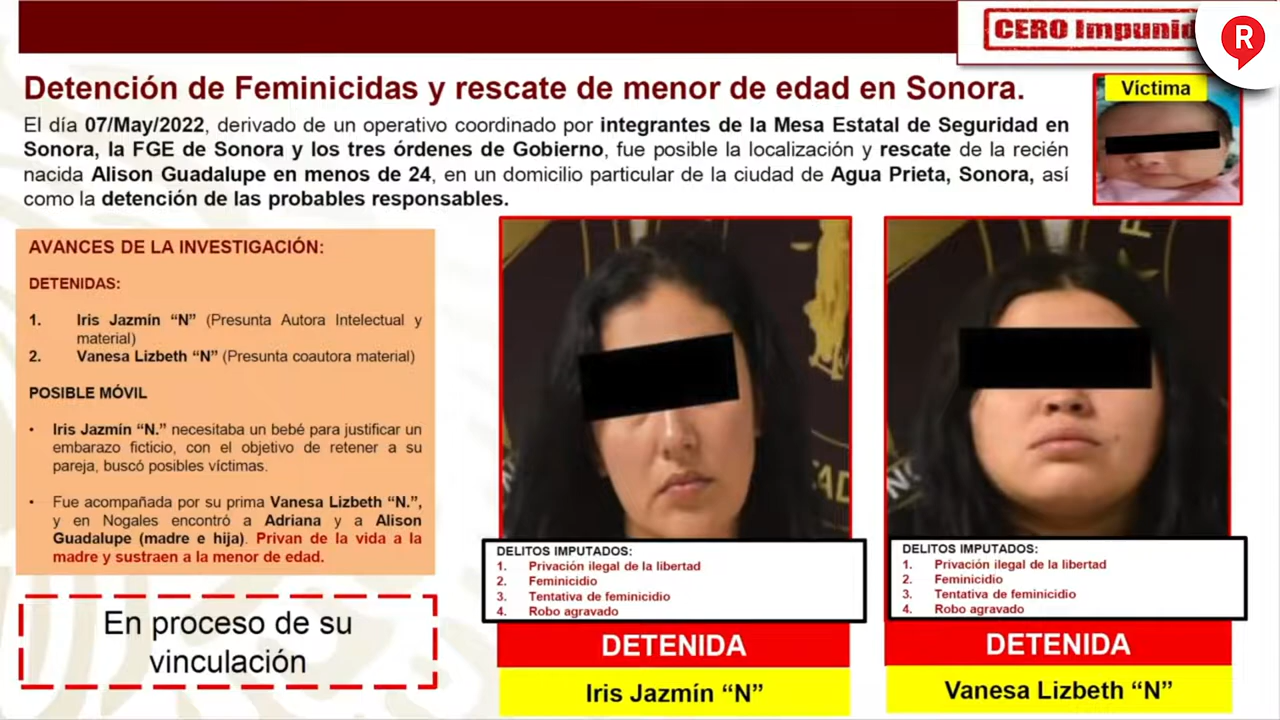 CERO Impunid
R
Detención de Feminicidas y rescate de menor de edad en Sonora.
Víctima
El día 07/May/2022, derivado de un operativo coordinado por integrantes de la Mesa Estatal de Seguridad en
Sonora, la FGE de Sonora y los tres órdenes de Gobierno, fue posible la localización y rescate de la recién
nacida Alison Guadalupe en menos de 24, en un domicilio particular de la ciudad de Agua Prieta, Sonora, así
como la detención de las probables responsables.
AVANCES DE LA INVESTIGACIÓN:
DETENIDAS:
1. Iris Jazmín “N” (Presunta Autora Intelectual y
material)
2. Vanesa Lizbeth “N” (Presunta coautora material)
POSIBLE MÓVIL
• Iris Jazmín “N.” necesitaba un bebé para justificar un
embarazo ficticio, con el objetivo de retener a su
pareja, buscó posibles víctimas.
• Fue acompañada por su prima Vanesa Lizbeth “N.”,
y en Nogales encontró a Adriana y a Alison
Guadalupe (madre e hija). Privan de la vida a la
madre y sustraen a la menor de edad.
En proceso de su
vinculación
DELITOS IMPUTADOS:
1. Privación ilegal de la libertad
2. Feminicidio
3. Tentativa de feminicidio
4. Robo agravado
DETENIDA
Iris Jazmín “N”
DELITOS IMPUTADOS:
1. Privación ilegal de la libertad
2. Feminicidio
3. Tentativa de feminicidio
4. Robo agravado
DETENIDA
Vanesa Lizbeth “N”